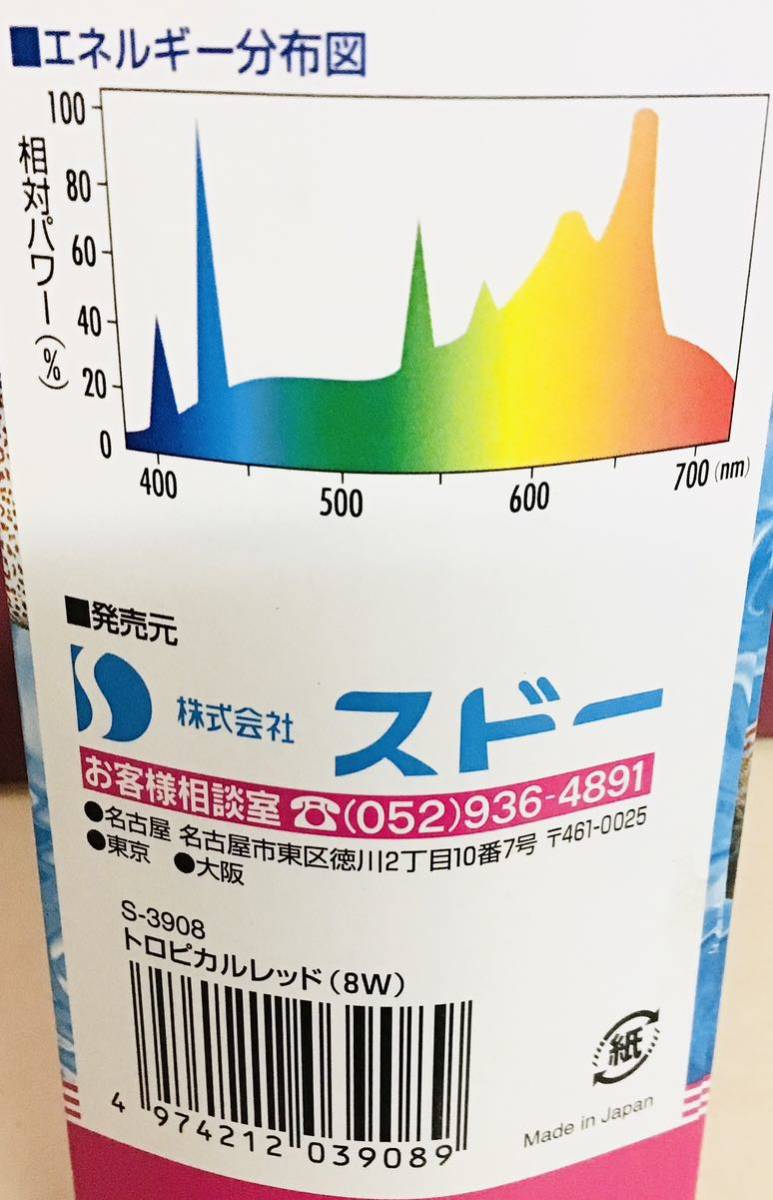 ■エネルギー分布図
相対パワー(%)
100
80
60
40
20
0
400 500 600 700 (nm)
■発売元
株式会社 スドー
お客様相談室 ☎(052)936-4891
●名古屋 名古屋市東区徳川2丁目10番7号 〒461-0025
●東京 ●大阪
S-3908
トロピカルレッド(8W)
4 974212 039089
紙
Made in Japan